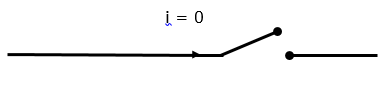 i = 0